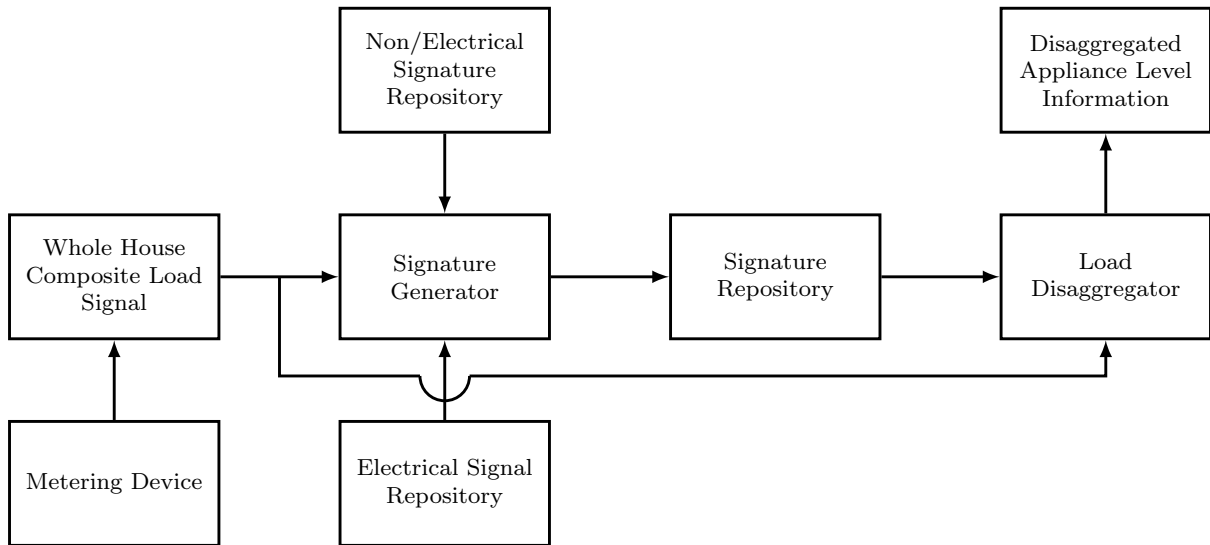 Non/Electrical
Signature
Repository
Disaggregated
Appliance Level
Information
Whole House
Composite Load
Signal
Signature
Generator
Signature
Repository
Load
Disaggregator
Metering Device
Electrical Signal
Repository